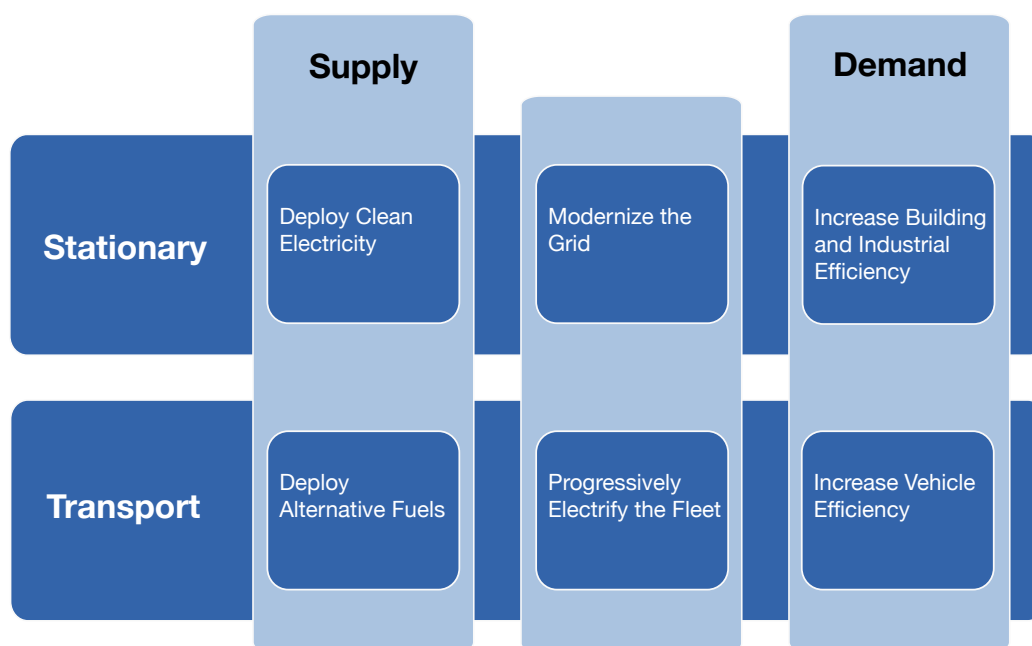 Supply
Demand
Stationary
Deploy Clean
Electricity
Modernize the
Grid
Increase Building
and Industrial
Efficiency
Transport
Deploy
Alternative Fuels
Progressively
Electrify the Fleet
Increase Vehicle
Efficiency